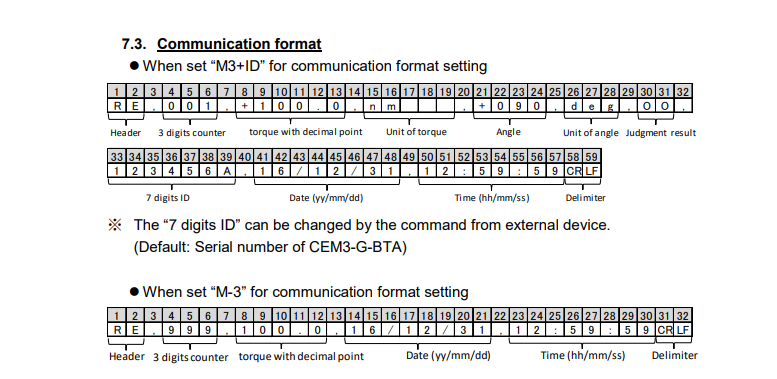 7.3. Communication format
● When set “M3+ID” for communication format setting
1 2 3 4 5 6 7 8 9 10 11 12 13 14 15 16 17 18 19 20 21 22 23 24 25 26 27 28 29 30 31 32
R E , 0 0 1 , + 1 0 0 . 0 , n m , + 0 9 0 , d e g , O O ,
Header 3 digits counter torque with decimal point Unit of torque Angle Unit of angle Judgment result
33 34 35 36 37 38 39 40 41 42 43 44 45 46 47 48 49 50 51 52 53 54 55 56 57 58 59
1 2 3 4 5 6 A , 1 6 / 1 2 / 3 1 , 1 2 : 5 9 : 5 9 CR LF
7 digits ID Date (yy/mm/dd) Time (hh/mm/ss) Delimiter
※ The “7 digits ID” can be changed by the command from external device.
(Default: Serial number of CEM3-G-BTA)
● When set “M-3” for communication format setting
1 2 3 4 5 6 7 8 9 10 11 12 13 14 15 16 17 18 19 20 21 22 23 24 25 26 27 28 29 30 31 32
R E , 9 9 9 , 1 0 0 . 0 , 1 6 / 1 2 / 3 1 , 1 2 : 5 9 : 5 9 CR LF
Header 3 digits counter torque with decimal point Date (yy/mm/dd) Time (hh/mm/ss) Delimiter